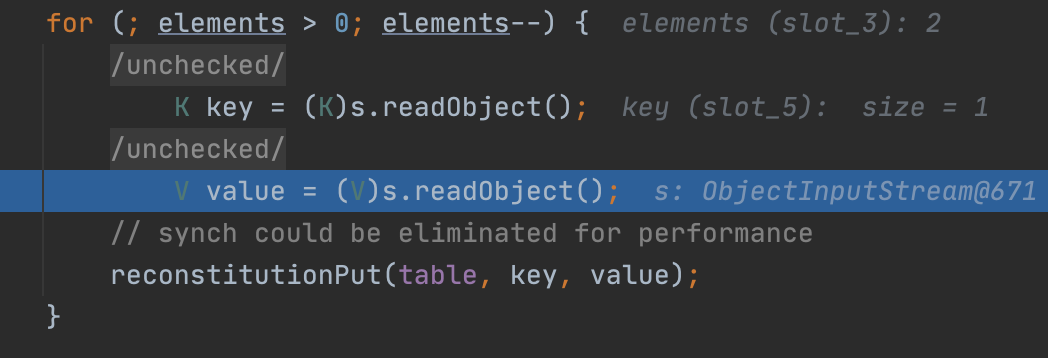 for (; elements > 0; elements--) {  elements (slot_3): 2
/unchecked/
K key = (K)s.readObject();  key (slot_5):  size = 1
/unchecked/
V value = (V)s.readObject();  s: ObjectInputStream@671
// synch could be eliminated for performance
reconstitutionPut(table, key, value);
}